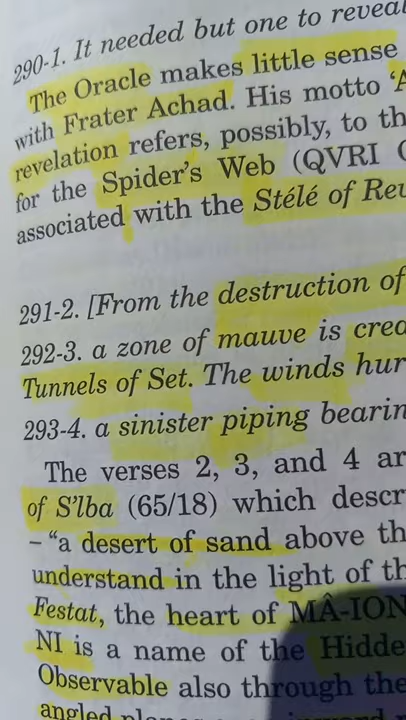 290-1. It needed but one to reveal
The Oracle makes little sense
with Frater Achad. His motto ‘A
revelation refers, possibly, to th
for the Spider’s Web (QVRI
associated with the Stélé of Rev
291-2. [From the destruction of
292-3. a zone of mauve is crea
Tunnels of Set. The winds hur
293-4. a sinister piping bearin
The verses 2, 3, and 4 ar
of S’lba (65/18) which descr
– “a desert of sand above th
understand in the light of th
Festat, the heart of MÂ-ION
NI is a name of the Hidde
Observable also through the
angled